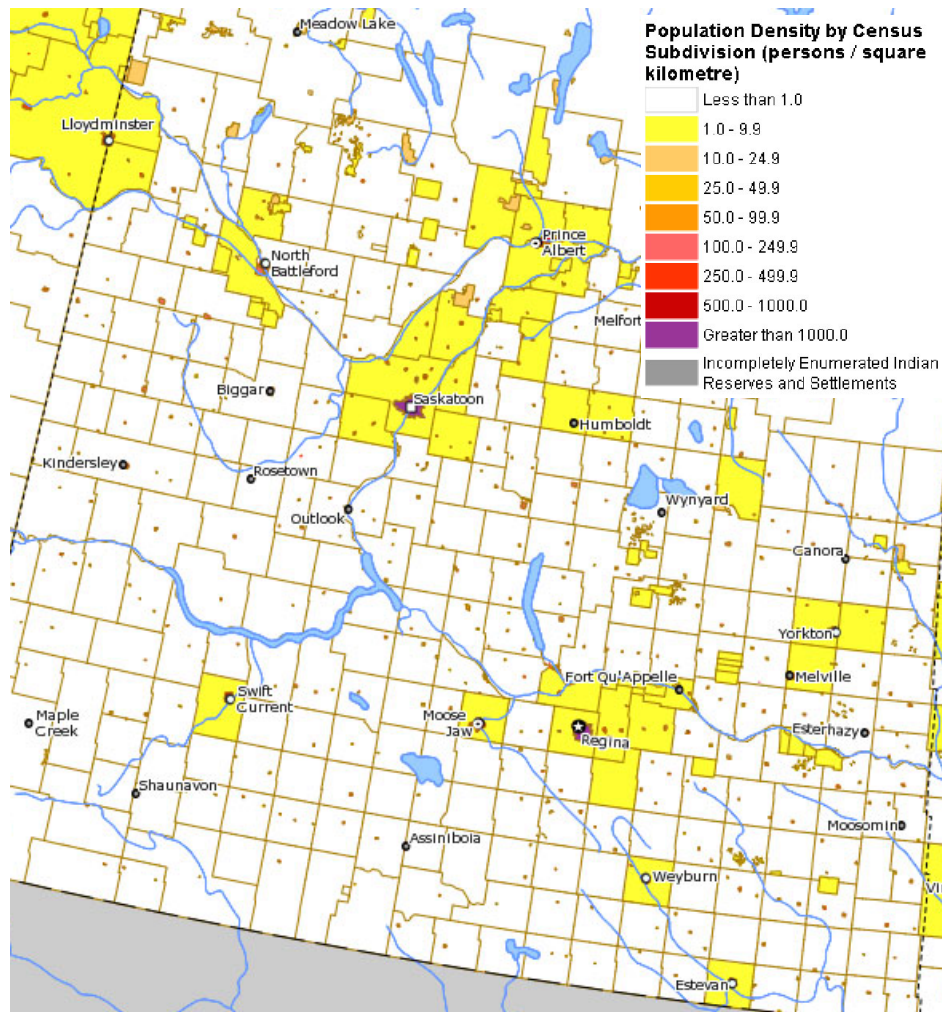 Meadow Lake
Population Density by Census
Subdivision (persons / square
kilometre)
Less than 1.0
1.0 - 9.9
10.0 - 24.9
25.0 - 49.9
50.0 - 99.9
100.0 - 249.9
250.0 - 499.9
500.0 - 1000.0
Greater than 1000.0
Incompletely Enumerated Indian
Reserves and Settlements
Lloydminster
Prince
Albert
North
Battleford
Melfort
Biggar
Saskatoon
Humboldt
Kindersley
Rosetown
Wynyard
Outlook
Canora
Yorkton
Fort Qu'Appelle
Melville
Swift
Current
Maple
Creek
Moose
Jaw
Regina
Esterhazy
Shaunavon
Moosomin
Assiniboia
Weyburn
Vir
Estevan